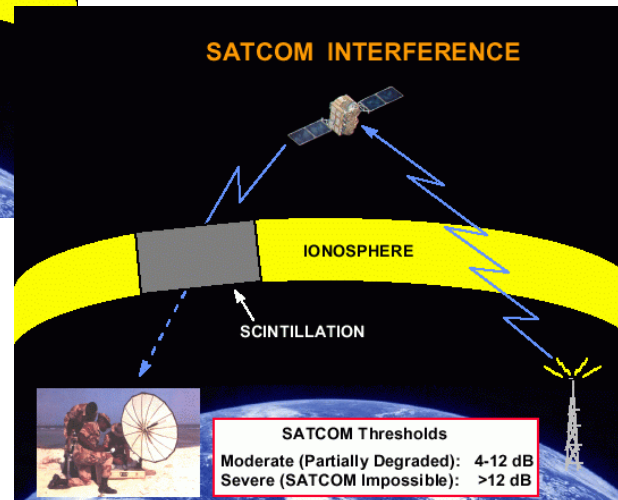 SATCOM INTERFERENCE
IONOSPHERE
SCINTILLATION
SATCOM Thresholds
Moderate (Partially Degraded): 4-12 dB
Severe (SATCOM Impossible): >12 dB